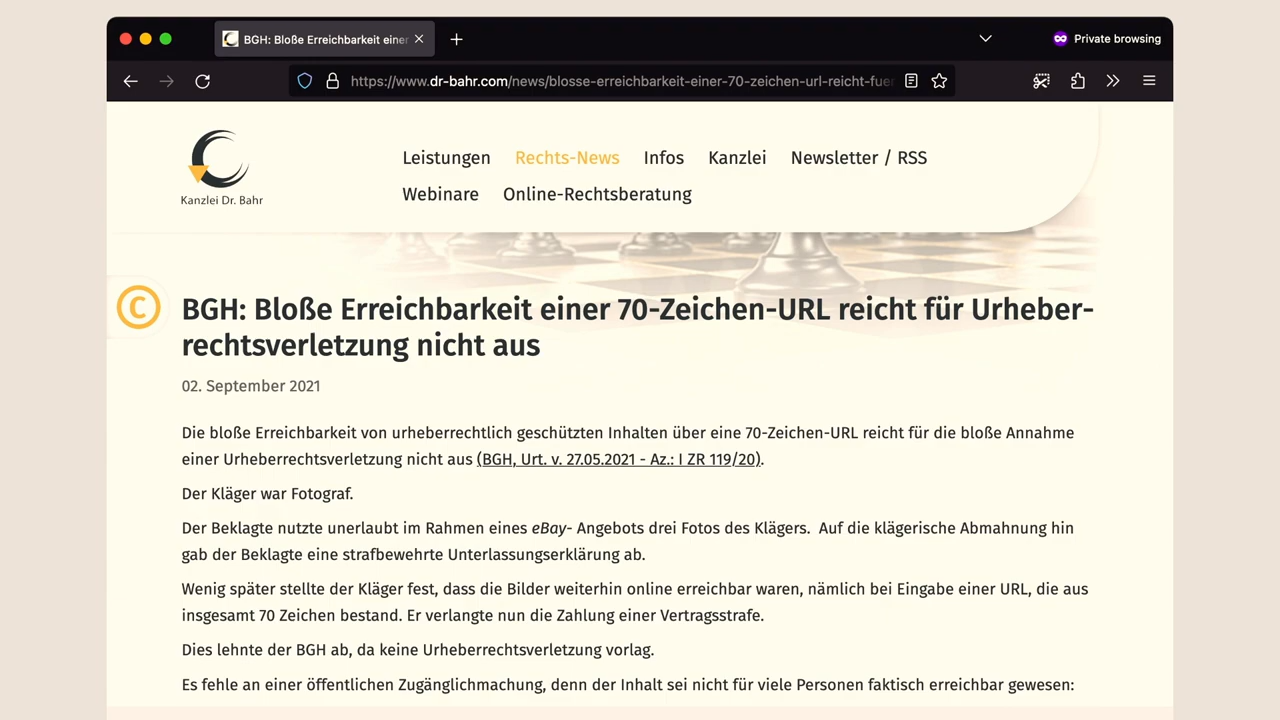 BGH: Bloße Erreichbarkeit einer
Private browsing
https://www.dr-bahr.com/news/blosse-erreichbarkeit-einer-70-zeichen-url-reicht-fue
Kanzlei Dr. Bahr
Leistungen Rechts-News Infos Kanzlei Newsletter / RSS
Webinare Online-Rechtsberatung
© BGH: Bloße Erreichbarkeit einer 70-Zeichen-URL reicht für Urheber-
rechtsverletzung nicht aus
02. September 2021
Die bloße Erreichbarkeit von urheberrechtlich geschützten Inhalten über eine 70-Zeichen-URL reicht für die bloße Annahme
einer Urheberrechtsverletzung nicht aus (BGH, Urt. v. 27.05.2021 - Az.: I ZR 119/20).
Der Kläger war Fotograf.
Der Beklagte nutzte unerlaubt im Rahmen eines eBay- Angebots drei Fotos des Klägers. Auf die klägerische Abmahnung hin
gab der Beklagte eine strafbewehrte Unterlassungserklärung ab.
Wenig später stellte der Kläger fest, dass die Bilder weiterhin online erreichbar waren, nämlich bei Eingabe einer URL, die aus
insgesamt 70 Zeichen bestand. Er verlangte nun die Zahlung einer Vertragsstrafe.
Dies lehnte der BGH ab, da keine Urheberrechtsverletzung vorlag.
Es fehle an einer öffentlichen Zugänglichmachung, denn der Inhalt sei nicht für viele Personen faktisch erreichbar gewesen: